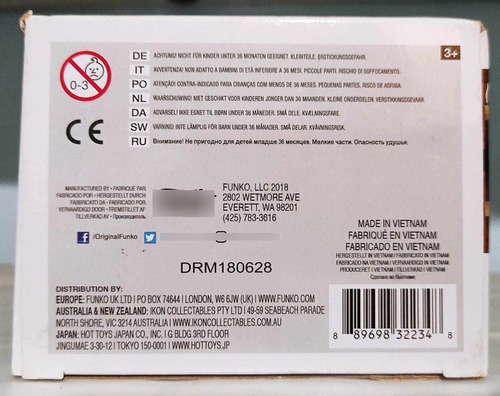 0-3
3+
DE ACHTUNG! NICHT FÜR KINDER UNTER 36 MONATEN GEEIGNET. KLEINTEILE. ERSTICKUNGSGEFAHR.
IT AVVERTENZA! NON ADATTO A BAMBINI DI ETÀ INFERIORE A 36 MESI. PICCOLE PARTI. RISCHIO DI SOFFOCAMENTO.
PO ATENÇÃO! CONTRA-INDICADO PARA CRIANÇAS COM MENOS DE 36 MESES. PEQUENAS PARTES. RISCO DE ASFIXIA.
NL WAARSCHUWING! NIET GESCHIKT VOOR KINDEREN JONGER DAN 36 MAANDEN. KLEINE ONDERDELEN. VERSTIKKINGSGEVAAR
DA ADVARSEL! IKKE EGNET TIL BØRN UNDER 36 MÅNEDER. SMÅ DELE. KVÆLNINGSFARE.
SW VARNING! INTE LÄMPLIG FÖR BARN UNDER 36 MÅNADER. SMÅ DELAR. KVÄVNINGSRISK.
RU Внимание! Не пригодно для детей младше 36 месяцев. Мелкие части. Опасность удушья.
CE
MANUFACTURED BY • FABRIQUÉ PAR
FABRICADO POR • HERGESTELLT DURCH
FABRICATO DA • FABRICADO POR
VERVAARDIGD DOOR • FREMSTILLET AF
TILLVERKAD AV • Производитель
FUNKO, LLC 2018
2802 WETMORE AVE
EVERETT, WA 98201
(425) 783-3616
/OriginalFunko
DRM180628
MADE IN VIETNAM
FABRIQUÉ EN VIETNAM
FABRICADO EN VIETNAM
HERGESTELLT IN VIETNAM / FABBRICATO IN VIETNAM
FABRICADO NA VIETNAM / VERVAARDIGD IN VIETNAM
PRODUCERET I VIETNAM / TILLVERKAD I VIETNAM
Сделано во Вьетнаме
DISTRIBUTION BY:
EUROPE: FUNKO UK LTD I PO BOX 74644 I LONDON, W6 6JW (UK) I WWW.FUNKO.COM
AUSTRALIA & NEW ZEALAND: IKON COLLECTABLES PTY LTD I 49-59 SEABEACH PARADE
NORTH SHORE, VIC 3214 AUSTRALIA I WWW.IKONCOLLECTABLES.COM.AU
JAPAN: HOT TOYS JAPAN CO., INC. I G BLDG 3RD FLOOR
JINGUMAE 3-30-12 I TOKYO 150-0001 I WWW.HOTTOYS.JP
8 89698 32234 8